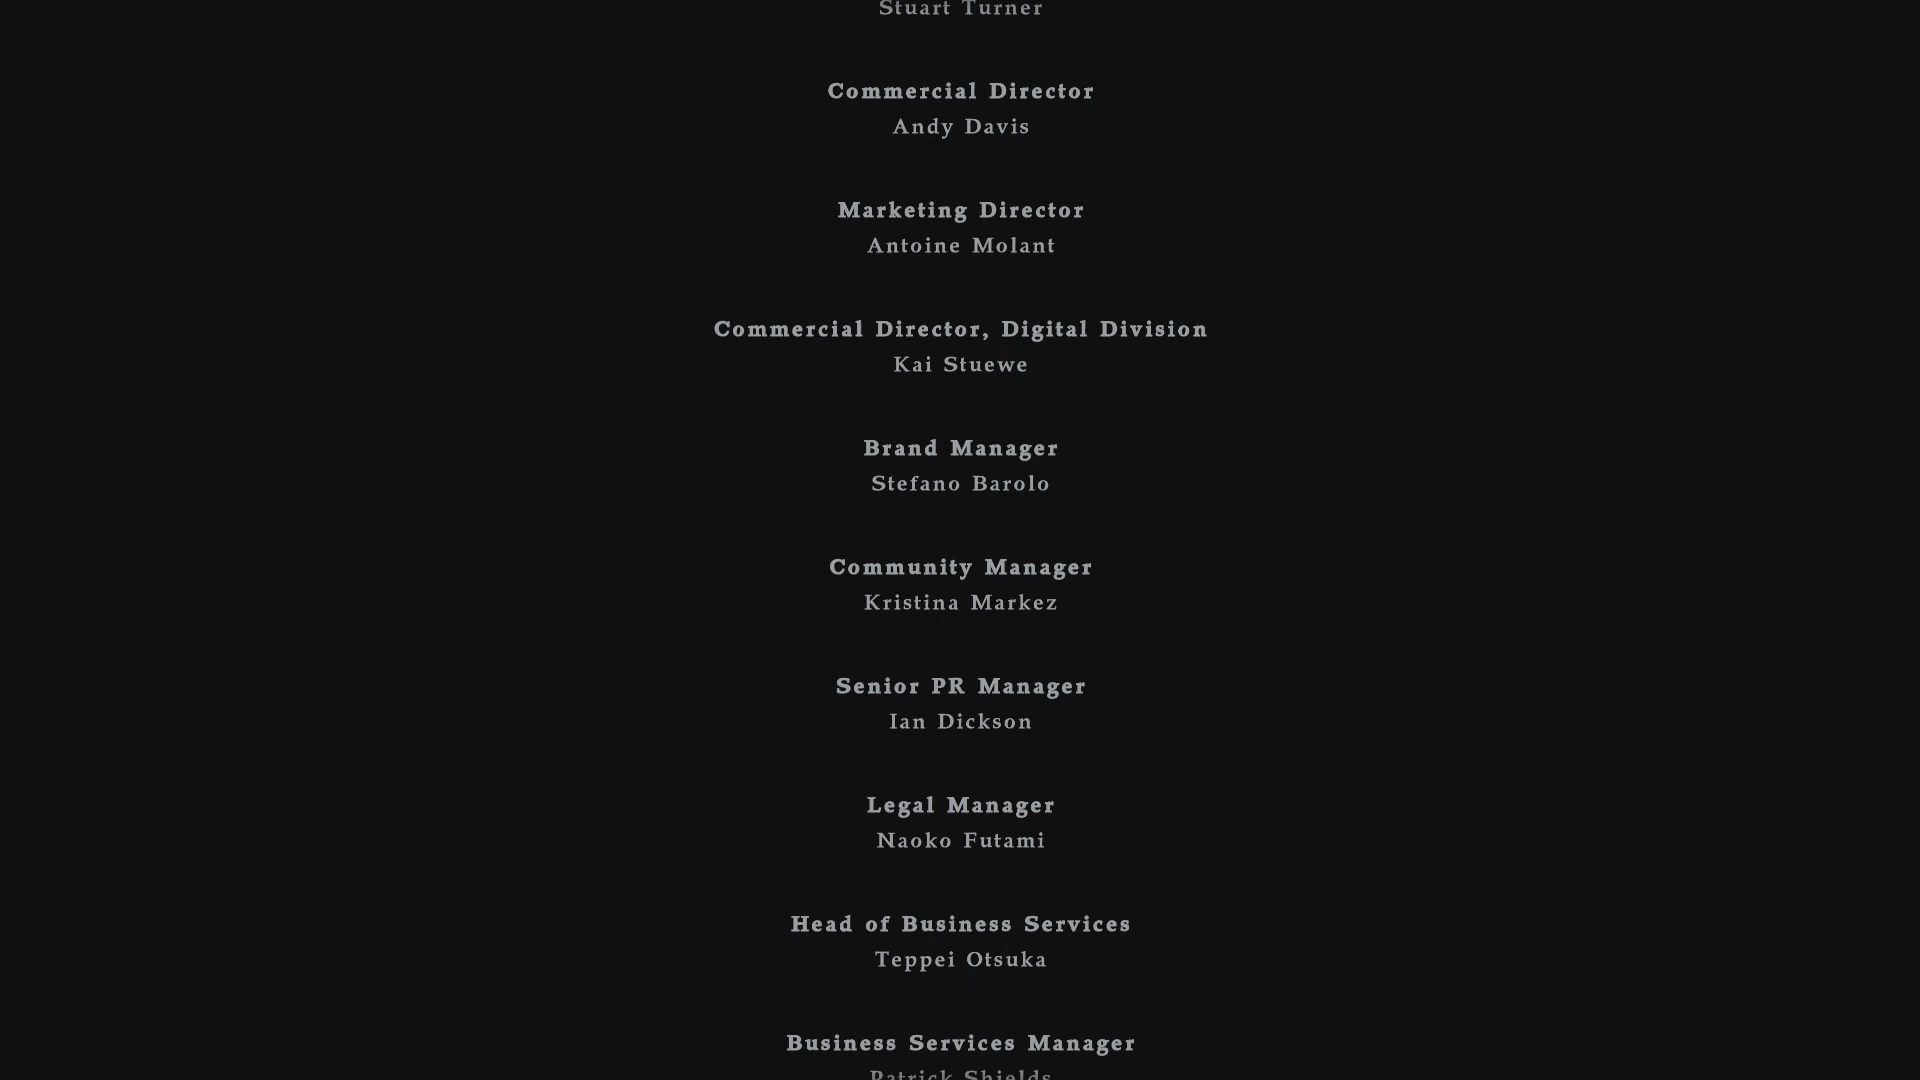 Stuart Turner
Commercial Director
Andy Davis
Marketing Director
Antoine Molant
Commercial Director, Digital Division
Kai Stuewe
Brand Manager
Stefano Barolo
Community Manager
Kristina Markez
Senior PR Manager
Ian Dickson
Legal Manager
Naoko Futami
Head of Business Services
Teppei Otsuka
Business Services Manager
Patrick Shields